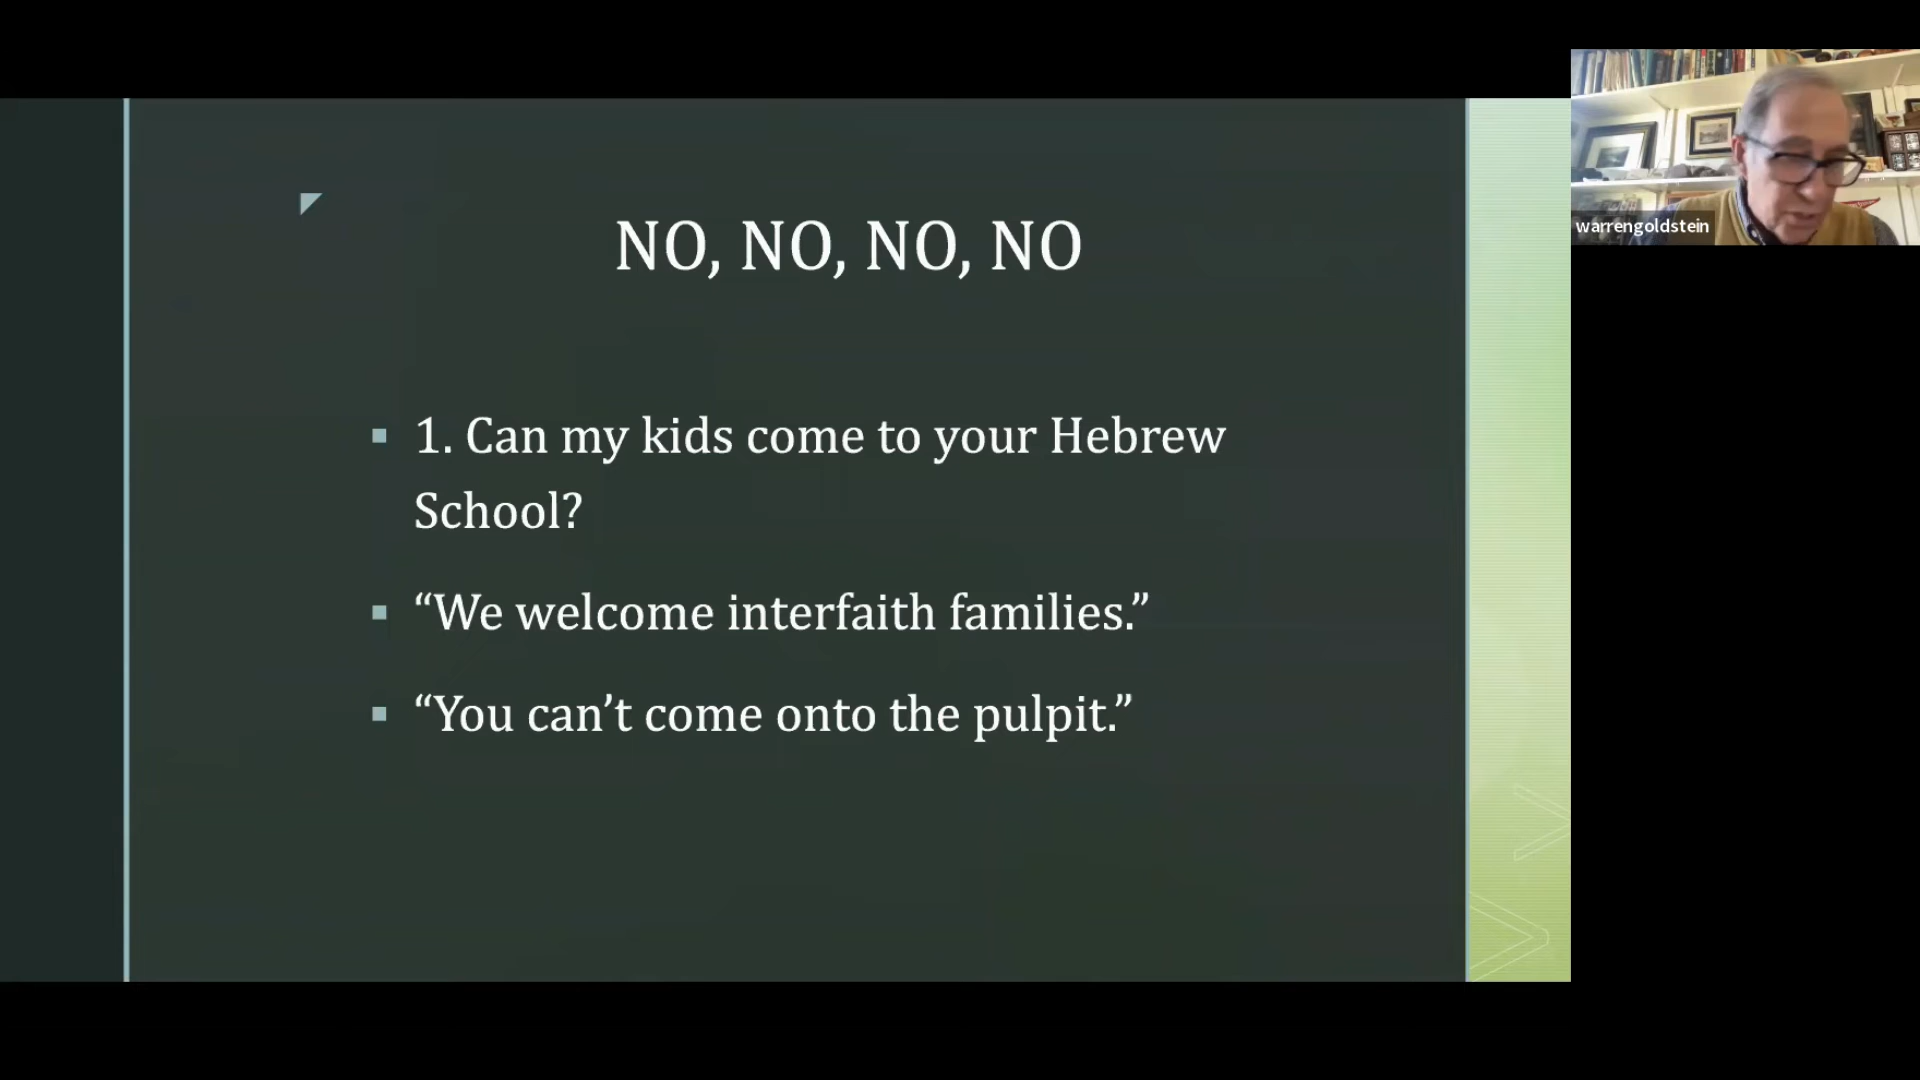 NO, NO, NO, NO
1. Can my kids come to your Hebrew
School?
“We welcome interfaith families.”
“You can’t come onto the pulpit.”
warrengoldstein